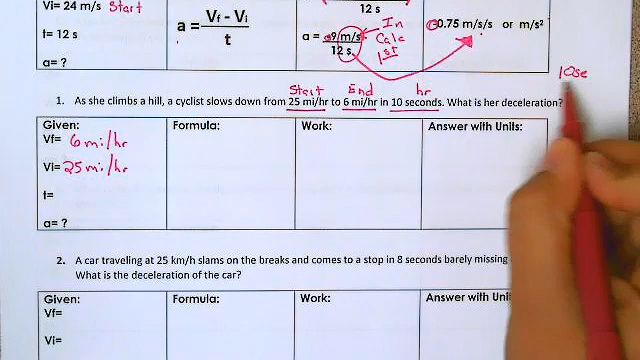 Vi= 24 m/s Start
t= 12 s
a= ?
a = Vf - Vi
t
12 s
a = -9 m/s
12 s
In
Calc
1st
-0.75 m/s/s or m/s²
10se
Start End hr
1. As she climbs a hill, a cyclist slows down from 25 mi/hr to 6 mi/hr in 10 seconds. What is her deceleration?
Given: Formula: Work: Answer with Units:
Vf= 6 mi/hr
Vi= 25 mi/hr
t=
a= ?
2. A car traveling at 25 km/h slams on the breaks and comes to a stop in 8 seconds barely missing
What is the deceleration of the car?
Given: Formula: Work: Answer with Uni
Vf=
Vi=